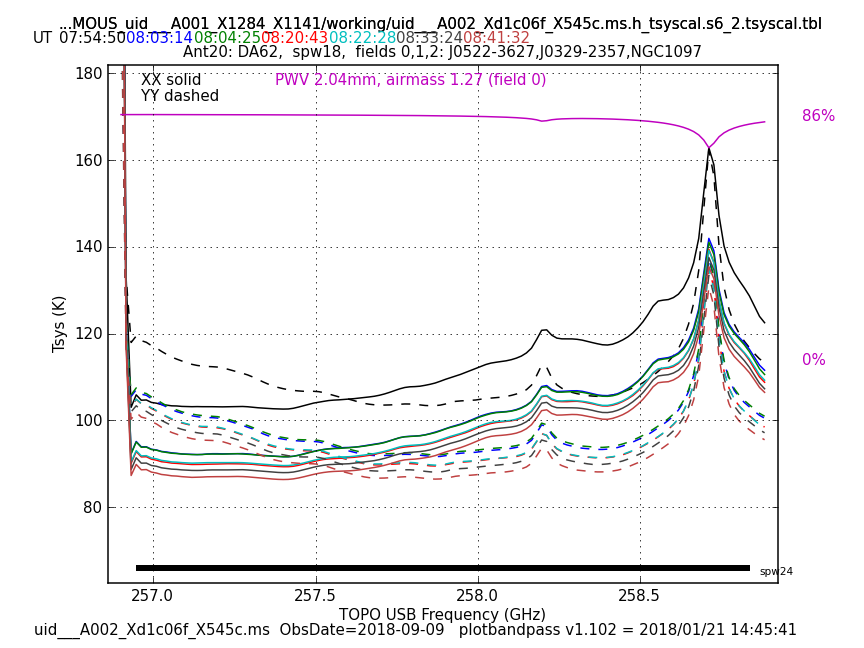 ...MOUS_uid___A001_X1284_X1141/working/uid___A002_Xd1c06f_X545c.ms.h_tsyscal.s6_2.tsyscal.tbl
UT 07:54:50 08:03:14 08:04:25 08:20:43 08:22:28 08:33:24 08:41:32
Ant20: DA62, spw18, fields 0,1,2: J0522-3627,J0329-2357,NGC1097
XX solid
YY dashed
PWV 2.04mm, airmass 1.27 (field 0)
180
160
140
120
100
80
Tsys (K)
86%
0%
spw24
257.0 257.5 258.0 258.5
TOPO USB Frequency (GHz)
uid___A002_Xd1c06f_X545c.ms ObsDate=2018-09-09 plotbandpass v1.102 = 2018/01/21 14:45:41